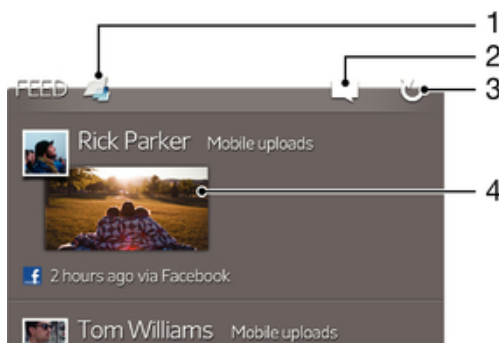 1
2
FEED
3
Rick Parker Mobile uploads
4
f 2 hours ago via Facebook
Tom Williams Mobile uploads